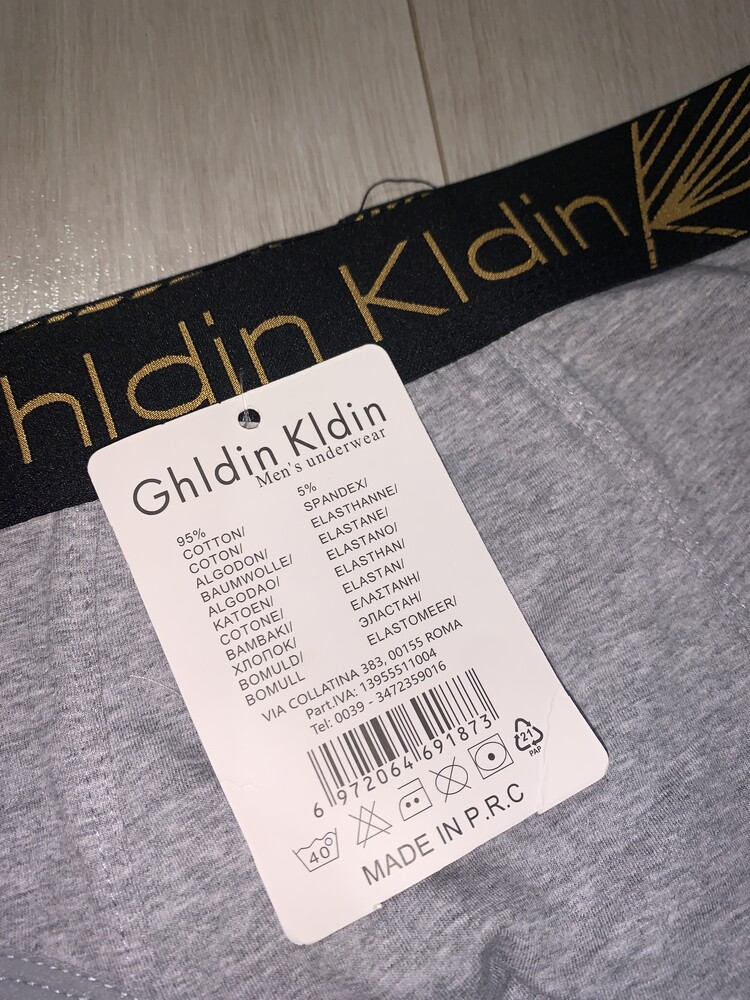 hldin Kldin K
Ghldin Kldin
Men's underwear
95%
COTTON/
COTON/
ALGODON/
BAUMWOLLE/
ALGODAO/
KATOEN/
COTONE/
BAMBAKI/
ХЛОПОК/
BOMULD/
BOMULL
5%
SPANDEX/
ELASTHANNE/
ELASTANE/
ELASTANO/
ELASTHAN/
ELASTAN/
ΕΛΑΣΤΑΝΗ/
ЭЛАСТАН/
ELASTOMEER/
VIA COLLATINA 383, 00155 ROMA
Part.IVA: 13955511004
Tel: 0039 - 3472359016
6 972064 691873
21
PAP
40°
MADE IN P.R.C